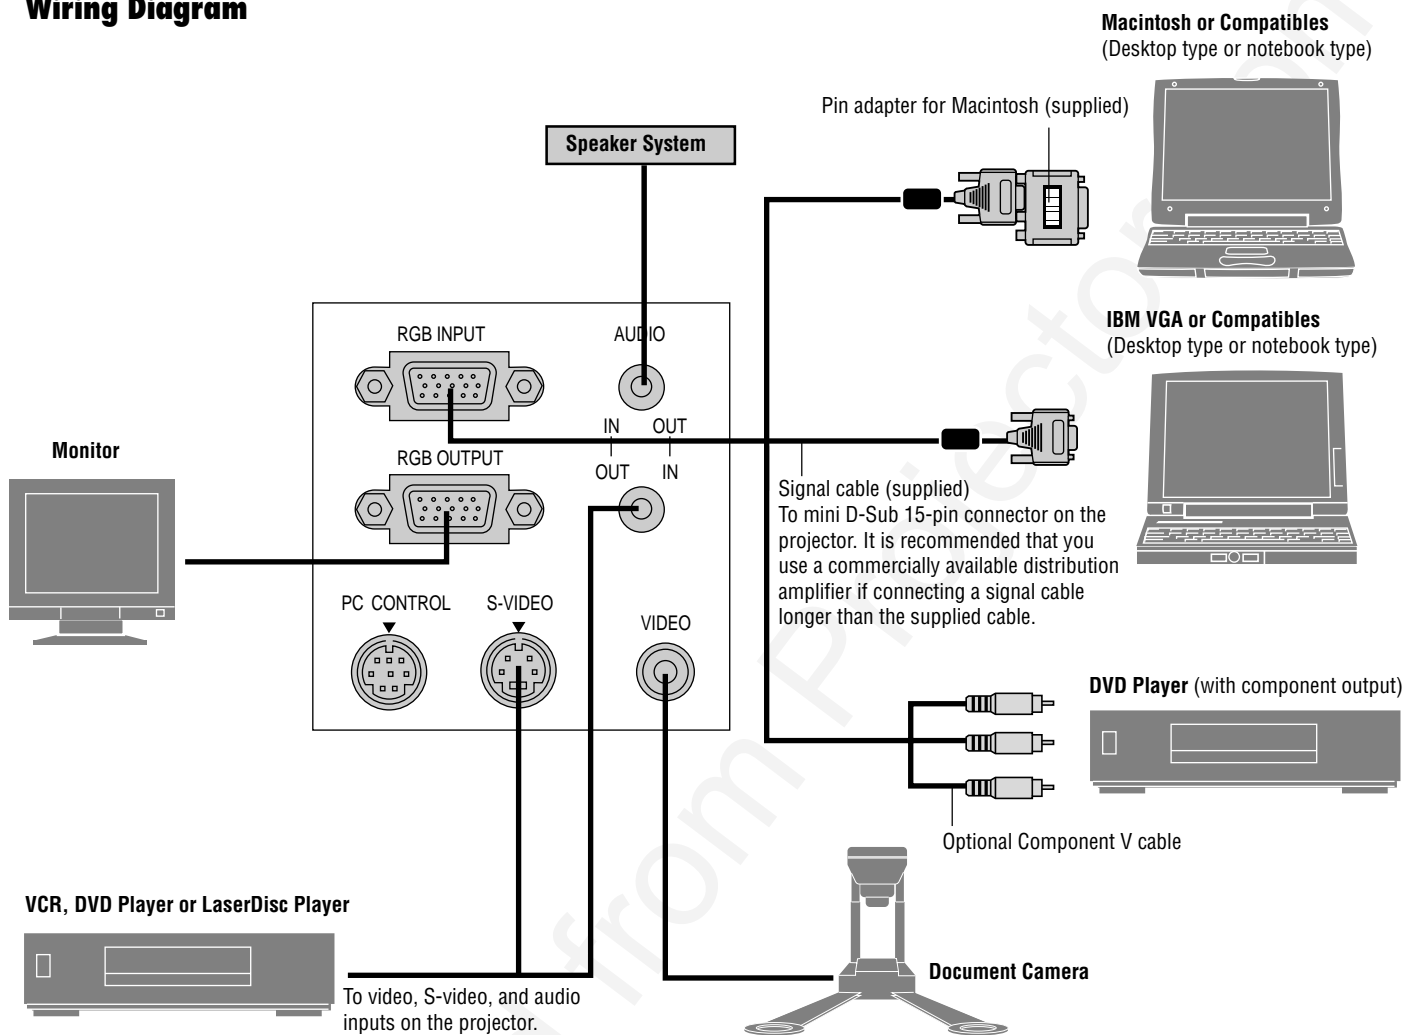 Wiring Diagram
Macintosh or Compatibles
(Desktop type or notebook type)
Pin adapter for Macintosh (supplied)
Speaker System
RGB INPUT
AUDIO
IBM VGA or Compatibles
(Desktop type or notebook type)
IN OUT
Monitor
RGB OUTPUT
OUT IN
Signal cable (supplied)
To mini D-Sub 15-pin connector on the
projector. It is recommended that you
use a commercially available distribution
amplifier if connecting a signal cable
longer than the supplied cable.
PC CONTROL
S-VIDEO
VIDEO
DVD Player (with component output)
Optional Component V cable
VCR, DVD Player or LaserDisc Player
To video, S-video, and audio
inputs on the projector.
Document Camera
from Projector